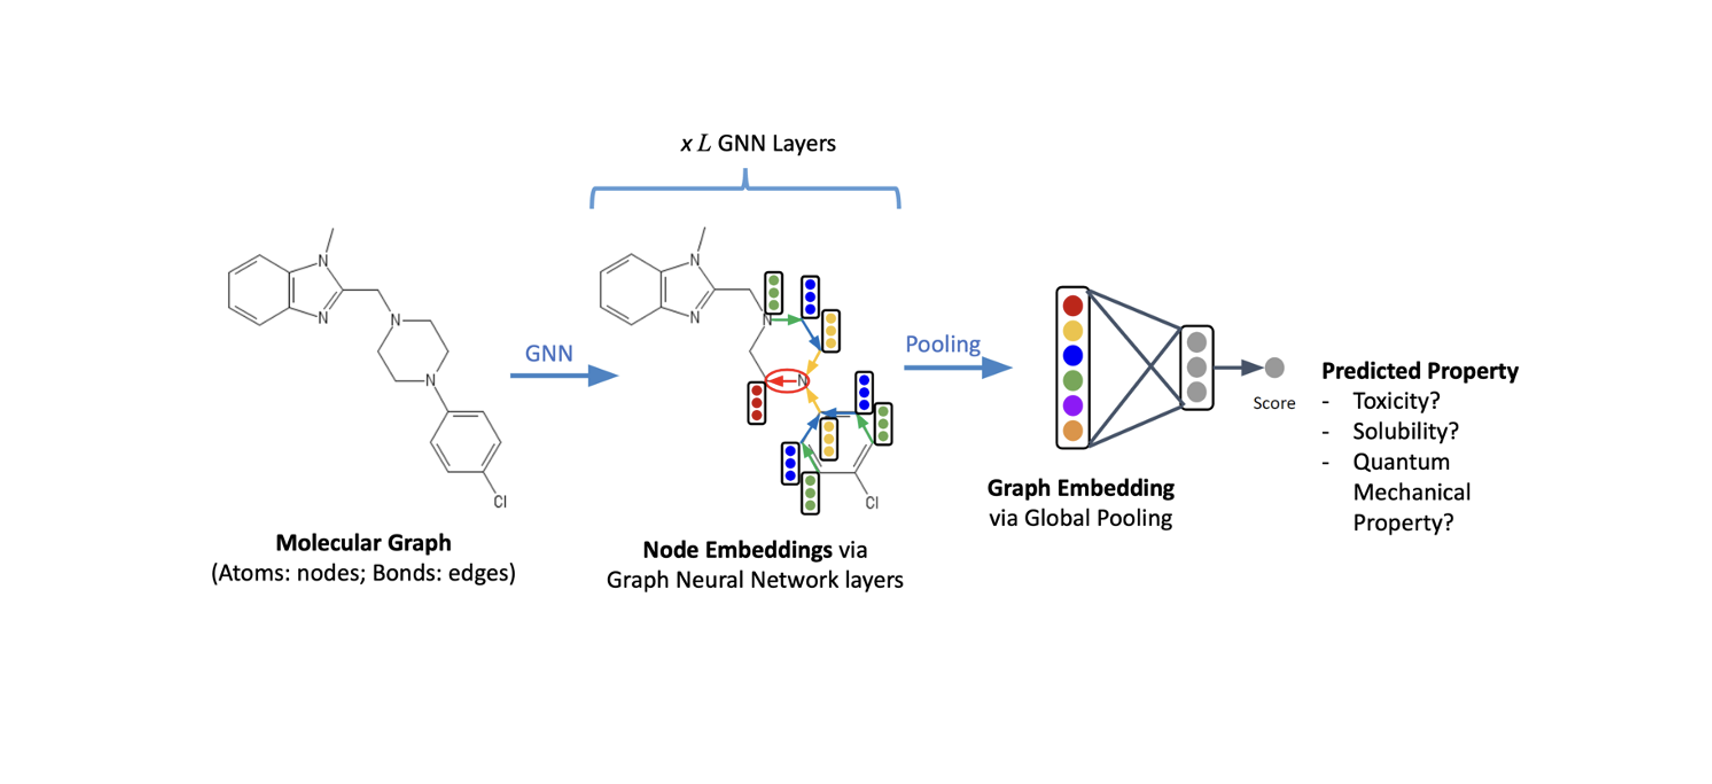 x L GNN Layers
N
N
N
N
Cl
Molecular Graph
(Atoms: nodes; Bonds: edges)
GNN
N
N
N
N
Cl
Node Embeddings via
Graph Neural Network layers
Pooling
Graph Embedding
via Global Pooling
Score
Predicted Property
- Toxicity?
- Solubility?
- Quantum
Mechanical
Property?